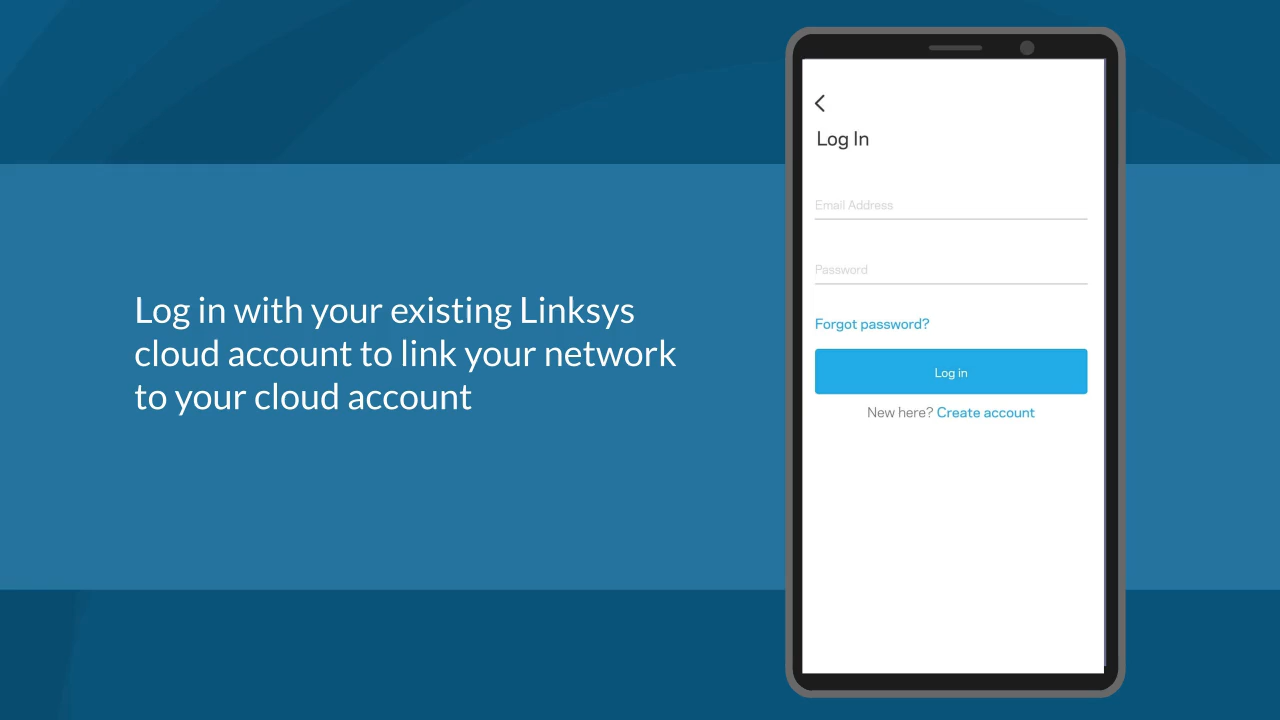 Log in with your existing Linksys
cloud account to link your network
to your cloud account
Log In
Email Address
Password
Forgot password?
Log in
New here? Create account